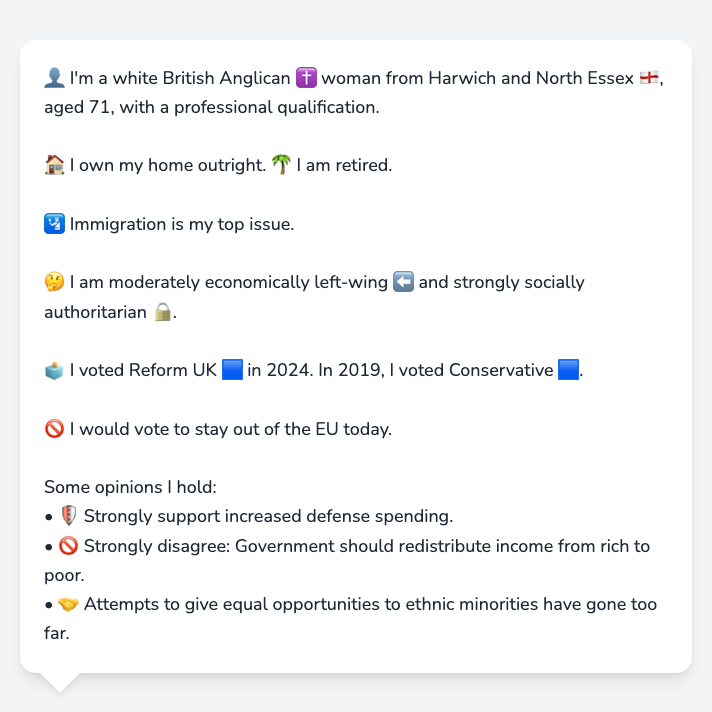 👤 I'm a white British Anglican ✝️ woman from Harwich and North Essex 🏴󠁧󠁢󠁥󠁮󠁧󠁿,
aged 71, with a professional qualification.
🏠 I own my home outright. 🌴 I am retired.
🛂 Immigration is my top issue.
🤔 I am moderately economically left-wing ⬅️ and strongly socially
authoritarian 🔒.
🗳️ I voted Reform UK 🟦 in 2024. In 2019, I voted Conservative 🟦.
🚫 I would vote to stay out of the EU today.
Some opinions I hold:
• 🛡️ Strongly support increased defense spending.
• 🚫 Strongly disagree: Government should redistribute income from rich to
poor.
• 🤝 Attempts to give equal opportunities to ethnic minorities have gone too
far.